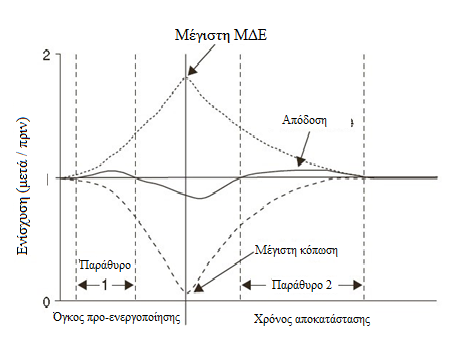 Μέγιστη ΜΔΕ
2
Απόδοση
Ενίσχυση (μετά / πριν)
1
Μέγιστη κόπωση
Παράθυρο
1
Παράθυρο 2
0
Όγκος προ-ενεργοποίησης
Χρόνος αποκατάστασης